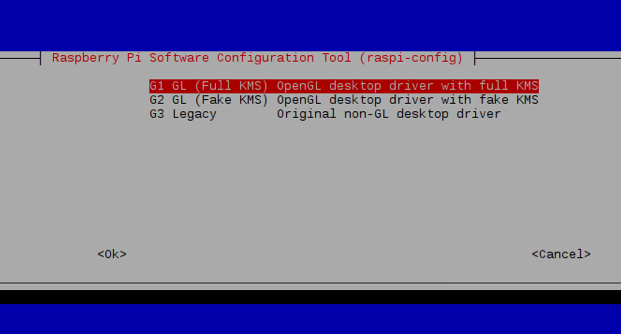 Raspberry Pi Software Configuration Tool (raspi-config)
G1 GL (Full KMS) OpenGL desktop driver with full KMS
G2 GL (Fake KMS) OpenGL desktop driver with fake KMS
G3 Legacy Original non-GL desktop driver
<Ok> <Cancel>